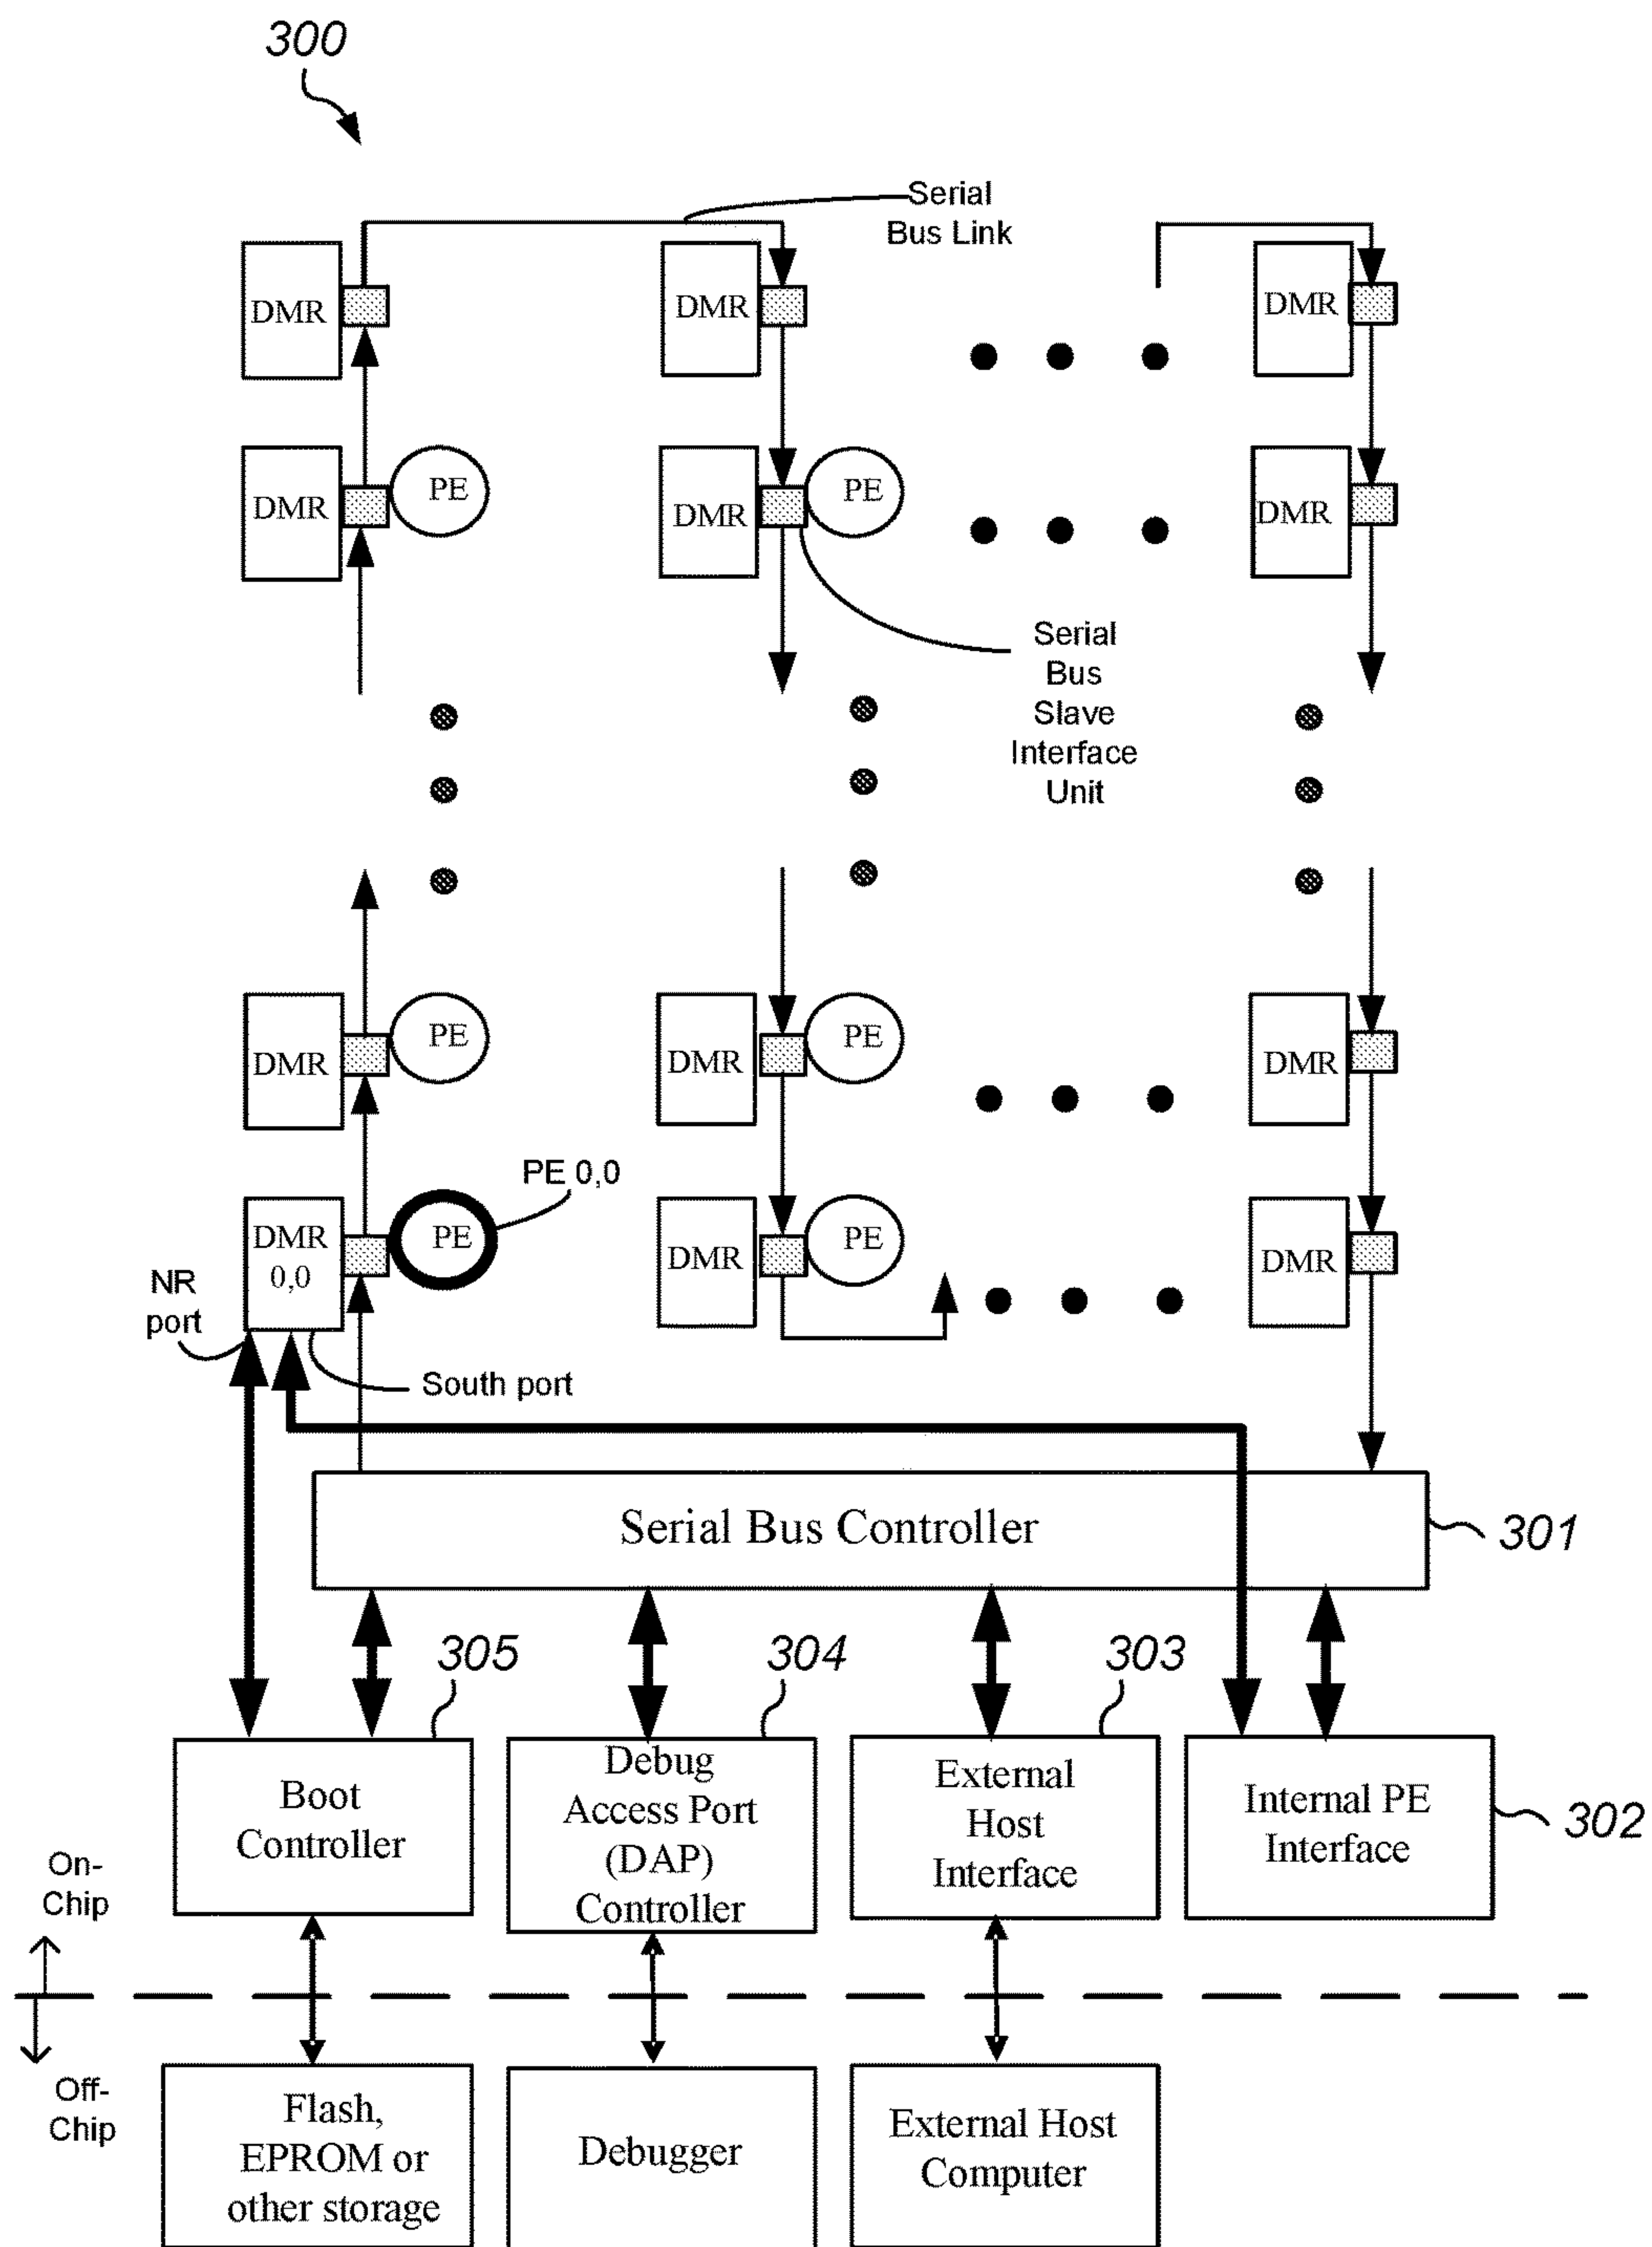 300
Serial
Bus Link
DMR
DMR
DMR
DMR
PE
DMR
PE
DMR
Serial
Bus
Slave
Interface
Unit
DMR
PE
DMR
PE
DMR
PE 0,0
DMR
0,0
PE
DMR
PE
DMR
NR
port
South port
Serial Bus Controller
301
305
304
303
Boot
Controller
Debug
Access Port
(DAP)
Controller
External
Host
Interface
Internal PE
Interface
302
On-
Chip
Off-
Chip
Flash,
EPROM or
other storage
Debugger
External Host
Computer